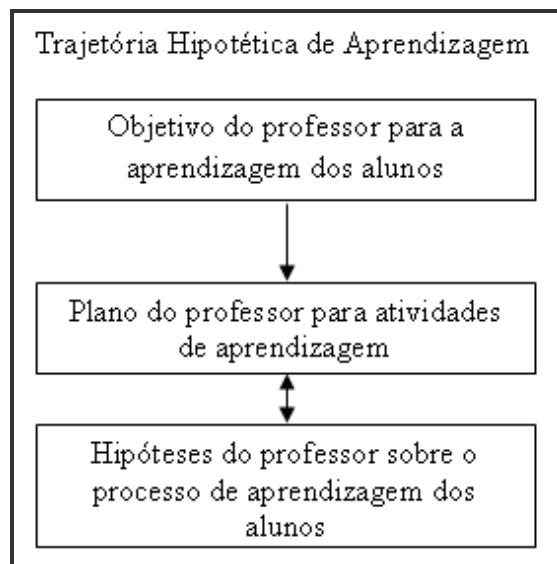 Trajetória Hipotética de Aprendizagem
Objetivo do professor para a
aprendizagem dos alunos
Plano do professor para atividades
de aprendizagem
Hipóteses do professor sobre o
processo de aprendizagem dos
alunos